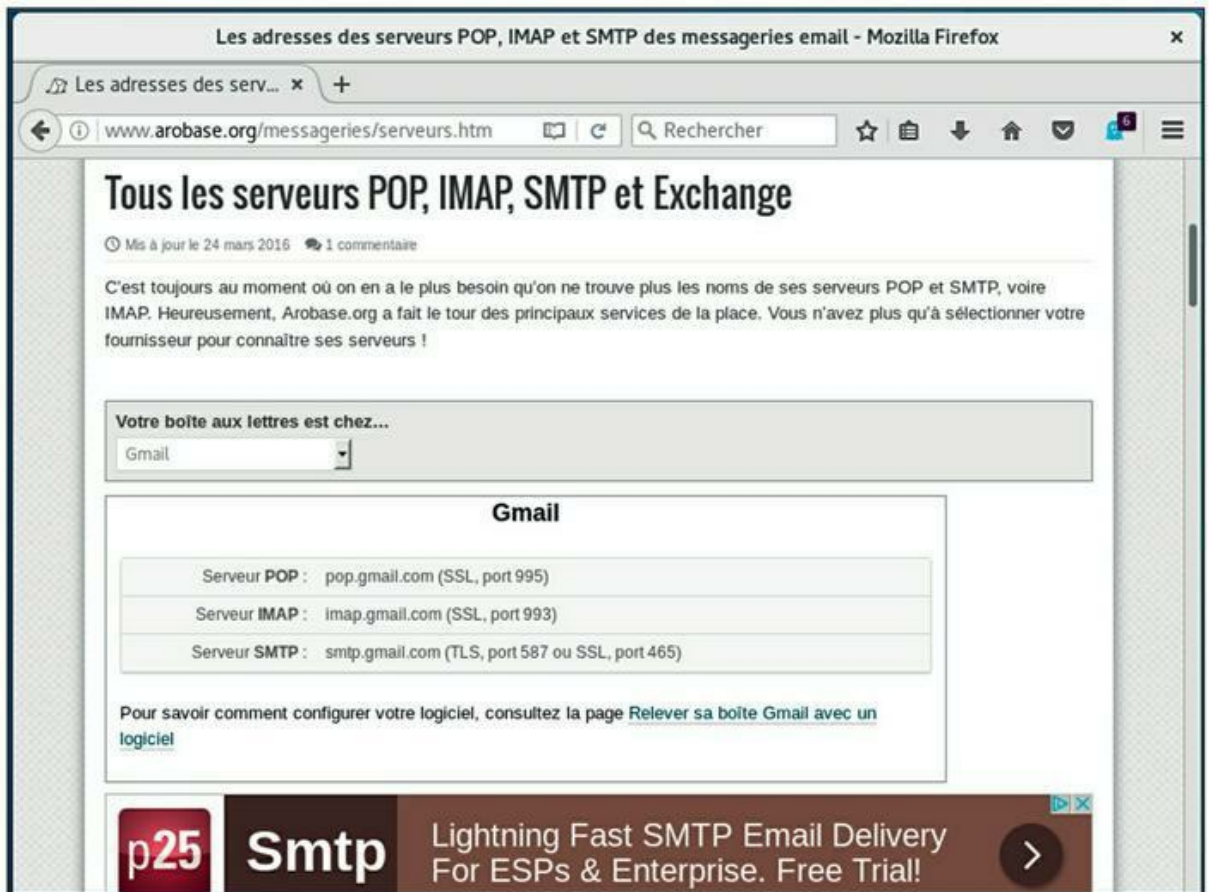 Les adresses des serveurs POP, IMAP et SMTP des messageries email - Mozilla Firefox
Les adresses des serv...
www.arobase.org/messageries/serveurs.htm
Rechercher
6
Tous les serveurs POP, IMAP, SMTP et Exchange
Mis à jour le 24 mars 2016 1 commentaire
C'est toujours au moment où on en a le plus besoin qu'on ne trouve plus les noms de ses serveurs POP et SMTP, voire
IMAP. Heureusement, Arobase.org a fait le tour des principaux services de la place. Vous n'avez plus qu'à sélectionner votre
fournisseur pour connaître ses serveurs !
Votre boîte aux lettres est chez...
Gmail
Gmail
Serveur POP : pop.gmail.com (SSL, port 995)
Serveur IMAP : imap.gmail.com (SSL, port 993)
Serveur SMTP : smtp.gmail.com (TLS, port 587 ou SSL, port 465)
Pour savoir comment configurer votre logiciel, consultez la page Relever sa boîte Gmail avec un
logiciel
p25
Smtp
Lightning Fast SMTP Email Delivery
For ESPs & Enterprise. Free Trial!